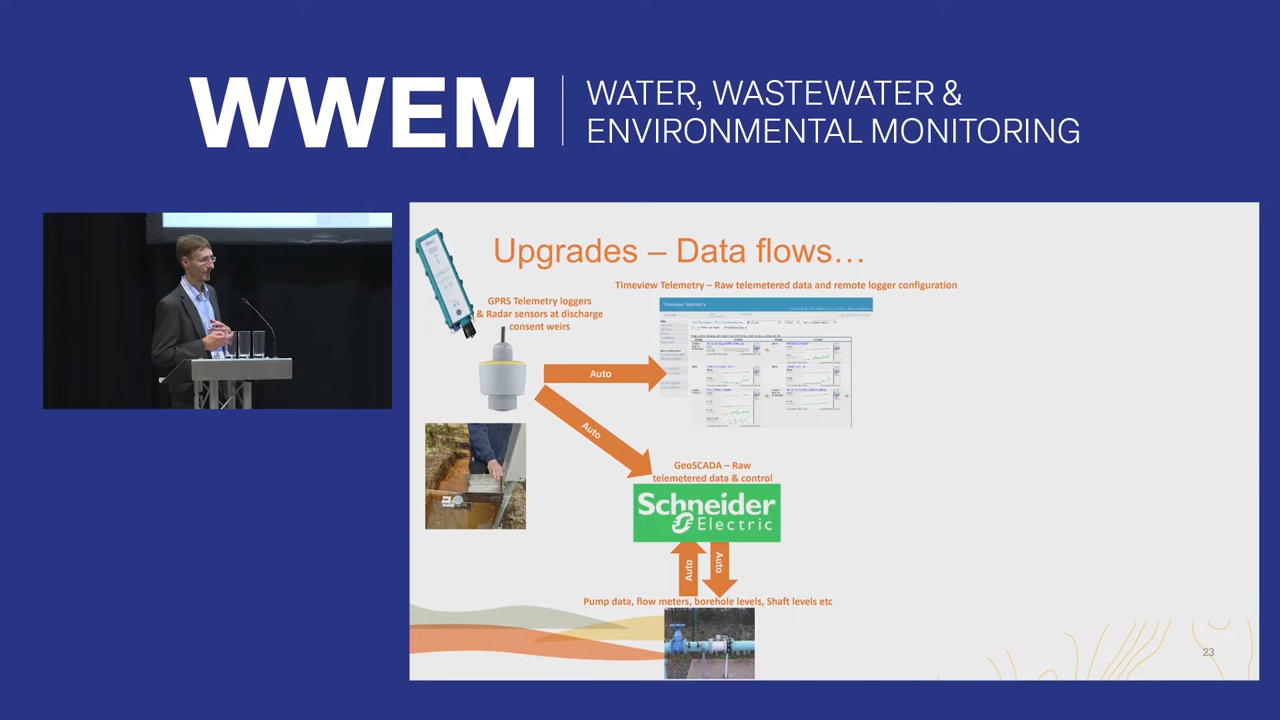 WWEM
WATER, WASTEWATER &
ENVIRONMENTAL MONITORING
Upgrades – Data flows…
Timeview Telemetry – Raw telemetered data and remote logger configuration
GPRS Telemetry loggers
& Radar sensors at discharge
consent weirs
Timeview Telemetry
Auto
Auto
GeoSCADA – Raw
telemetered data & control
Schneider
Electric
Auto
Auto
Pump data, flow meters, borehole levels, Shaft levels etc
23